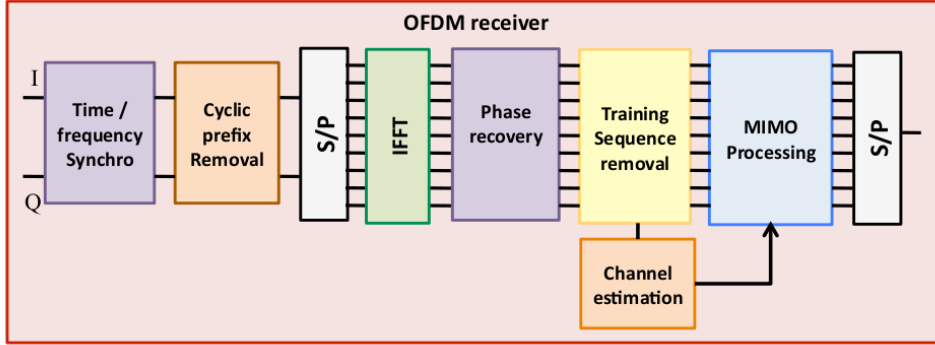 OFDM receiver
I
Q
Time /
frequency
Synchro
Cyclic
prefix
Removal
S/P
IFFT
Phase
recovery
Training
Sequence
removal
MIMO
Processing
S/P
Channel
estimation